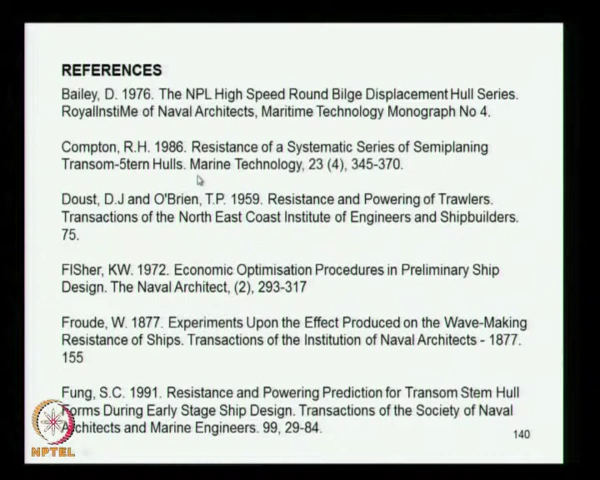 REFERENCES
Bailey, D. 1976. The NPL High Speed Round Bilge Displacement Hull Series.
RoyalInstiMe of Naval Architects, Maritime Technology Monograph No 4.
Compton, R.H. 1986. Resistance of a Systematic Series of Semiplaning
Transom-5tern Hulls. Marine Technology, 23 (4), 345-370.
Doust, D.J and O'Brien, T.P. 1959. Resistance and Powering of Trawlers.
Transactions of the North East Coast Institute of Engineers and Shipbuilders.
75.
FISher, KW. 1972. Economic Optimisation Procedures in Preliminary Ship
Design. The Naval Architect, (2), 293-317
Froude, W. 1877. Experiments Upon the Effect Produced on the Wave-Making
Resistance of Ships. Transactions of the Institution of Naval Architects - 1877.
155
Fung, S.C. 1991. Resistance and Powering Prediction for Transom Stem Hull
Forms During Early Stage Ship Design. Transactions of the Society of Naval
Architects and Marine Engineers. 99, 29-84.
140
NPTEL